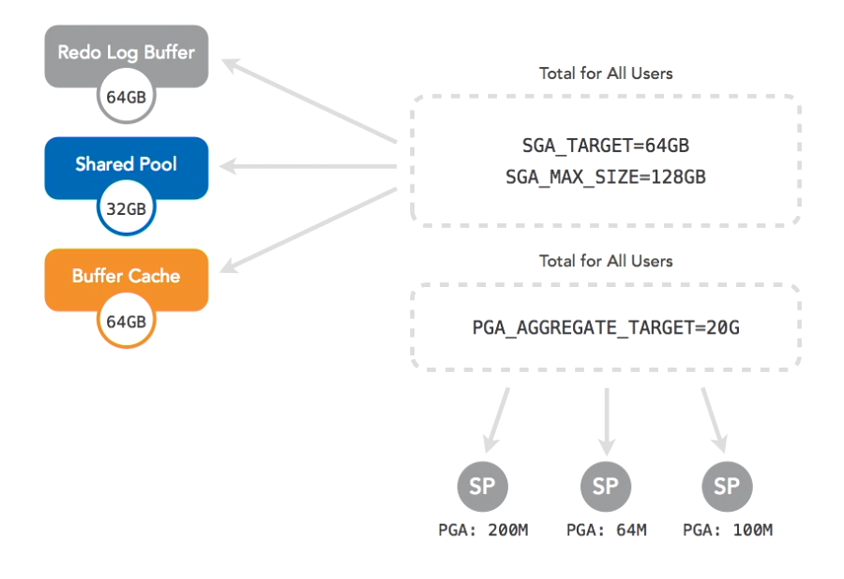 Redo Log Buffer
64GB
Shared Pool
32GB
Buffer Cache
64GB
Total for All Users
SGA_TARGET=64GB
SGA_MAX_SIZE=128GB
Total for All Users
PGA_AGGREGATE_TARGET=20G
SP
SP
SP
PGA: 200M
PGA: 64M
PGA: 100M